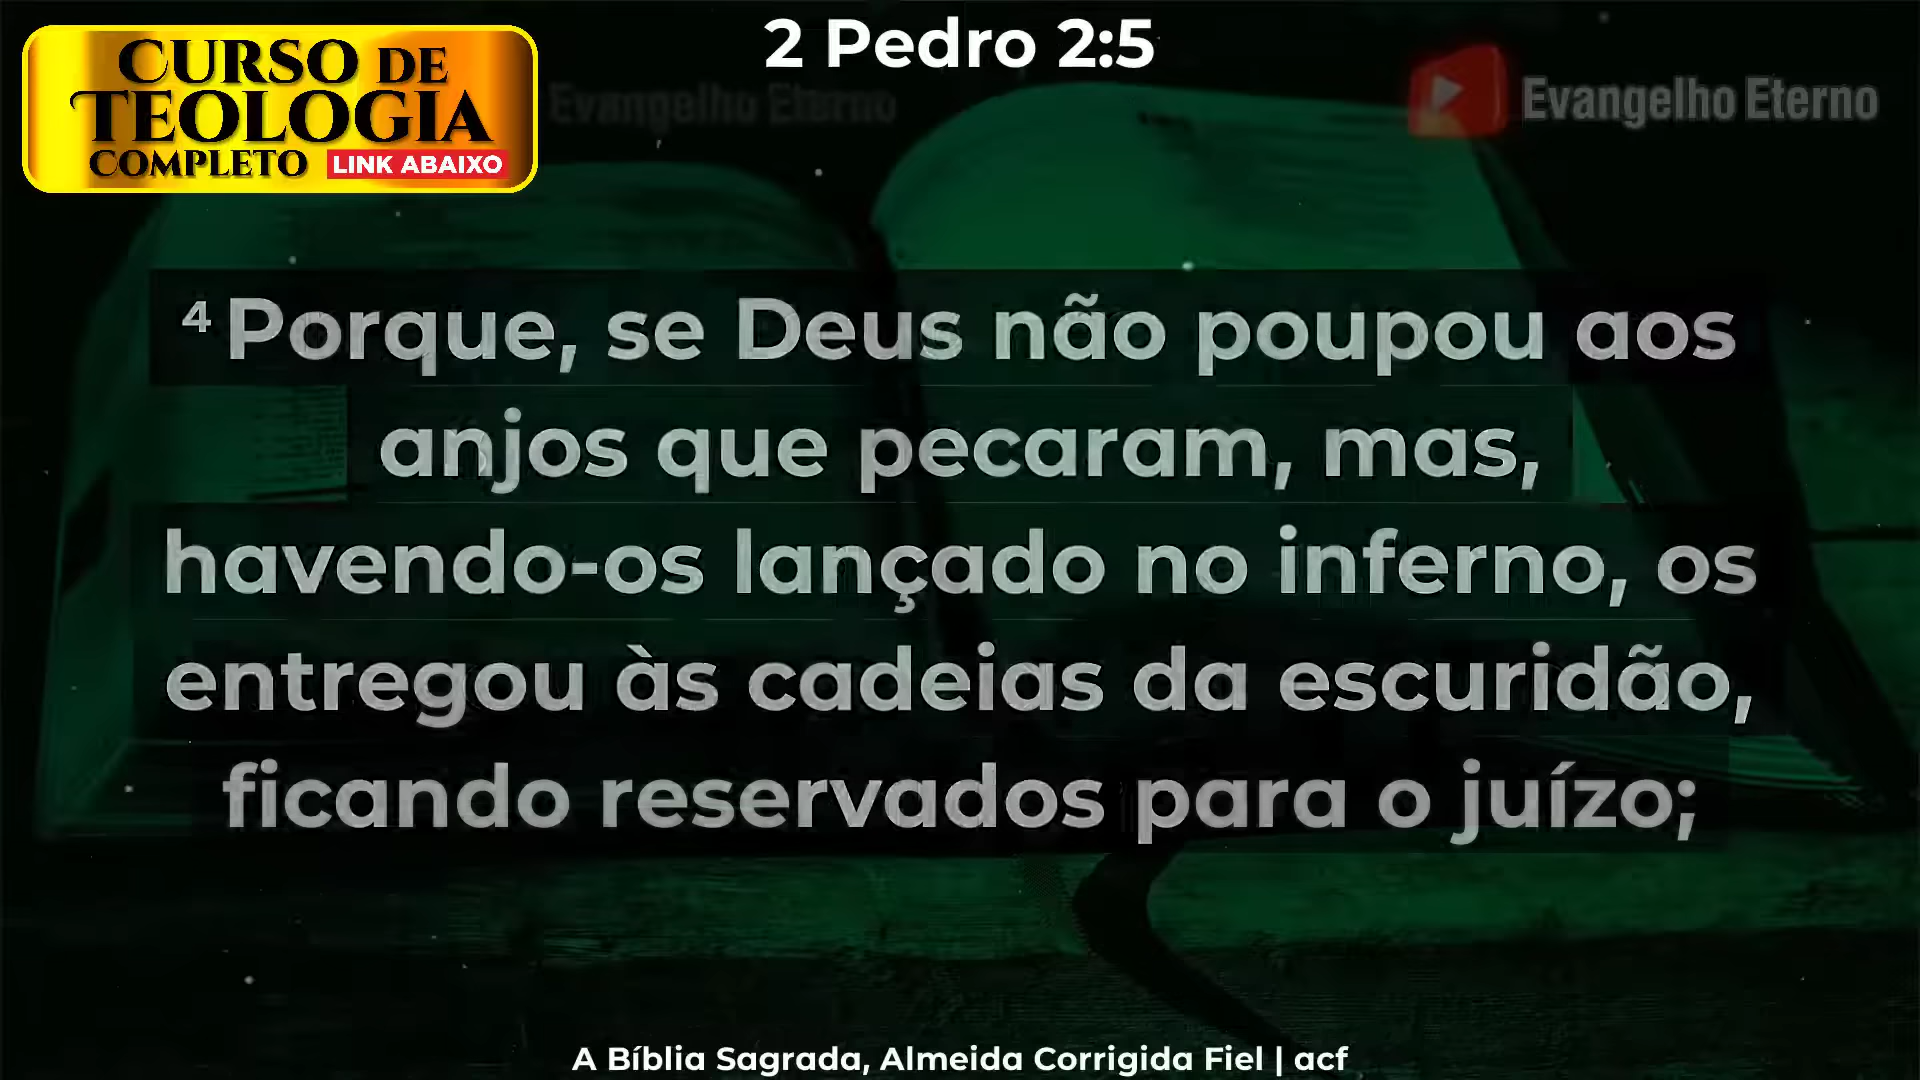 2 Pedro 2:5
CURSO DE
TEOLOGIA
COMPLETO LINK ABAIXO
Evangelho Eterno
Evangelho Eterno
4 Porque, se Deus não poupou aos
anjos que pecaram, mas,
havendo-os lançado no inferno, os
entregou às cadeias da escuridão,
ficando reservados para o juízo;
A Bíblia Sagrada, Almeida Corrigida Fiel | acf